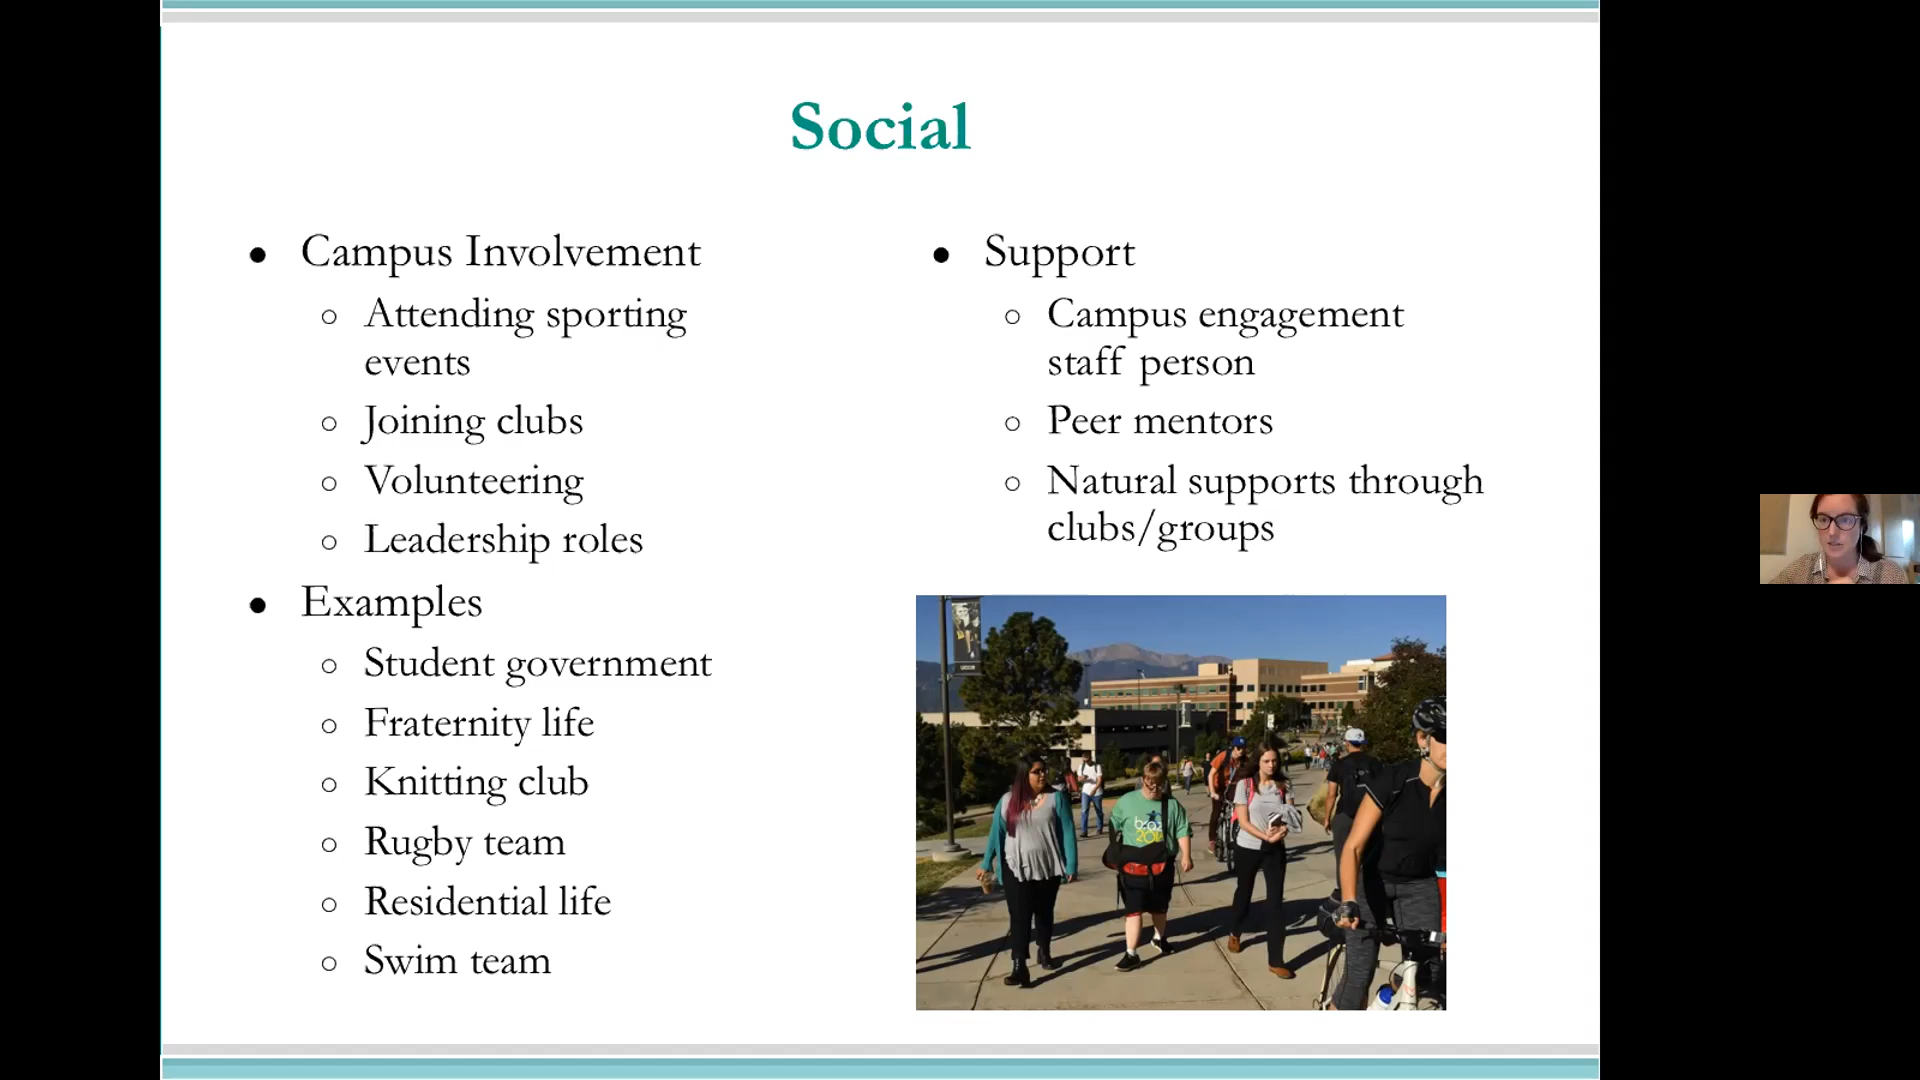 Social
Campus Involvement
Attending sporting
events
Joining clubs
Volunteering
Leadership roles
Examples
Student government
Fraternity life
Knitting club
Rugby team
Residential life
Swim team
Support
Campus engagement
staff person
Peer mentors
Natural supports through
clubs/groups